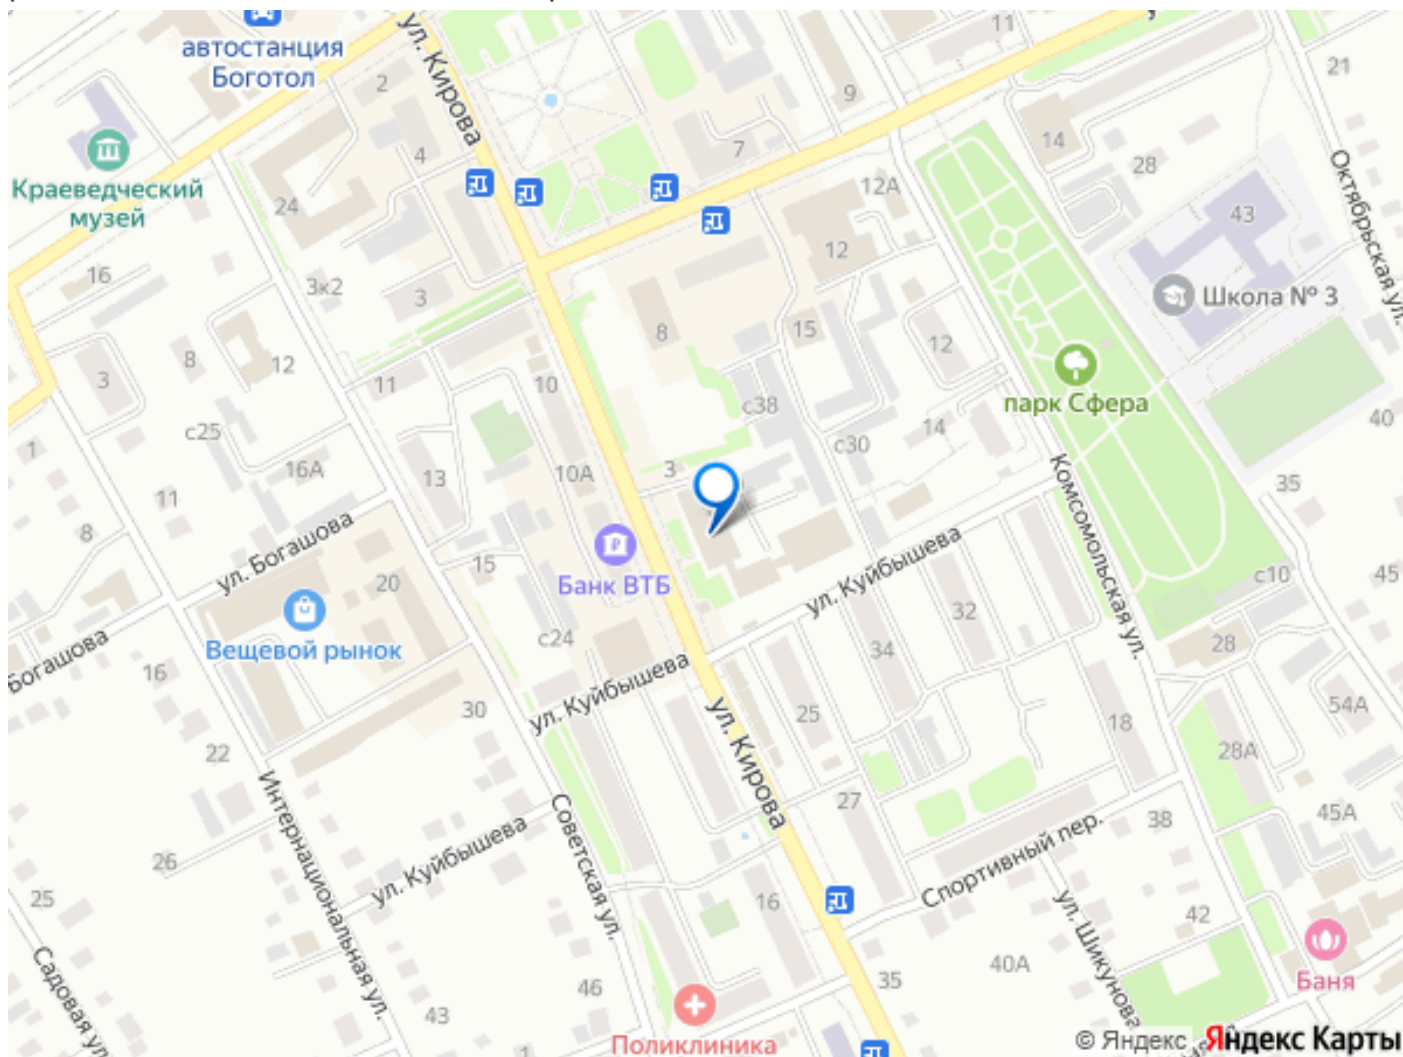 автостанция
Боготол
ул. Кирова
11
21
2
9
4
7
14
28
12А
Октябрьская ул.
Краеведческий
музей
24
43
12
16
3к2
3
Школа № 3
8
15
12
8
12
3
11
10
парк Сфера
с38
40
с25
14
с30
1
16А
13
10А
3
35
11
Комсомольская ул.
8
ул. Богашова
ул. Куйбышева
15
Банк ВТБ
20
с10
45
32
Вещевой рынок
с24
34
28
Богашова
16
ул. Куйбышева
54А
30
25
18
ул. Кирова
22
28А
Интернациональная ул.
27
Советская ул.
45А
38
Спортивный пер.
ул. Куйбышева
26
25
16
42
ул. Шикунова
Садовая ул.
40А
35
46
Баня
43
Поликлиника
© Яндекс Яндекс Карты